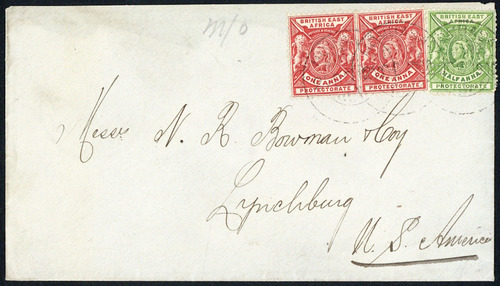 m/o
BRITISH EAST AFRICA
ONE ANNA
PROTECTORATE
BRITISH EAST AFRICA
ONE ANNA
PROTECTORATE
BRITISH EAST AFRICA
HALF ANNA
PROTECTORATE
Messrs N. R. Bowman & Coy
Lynchburg
U. S. America